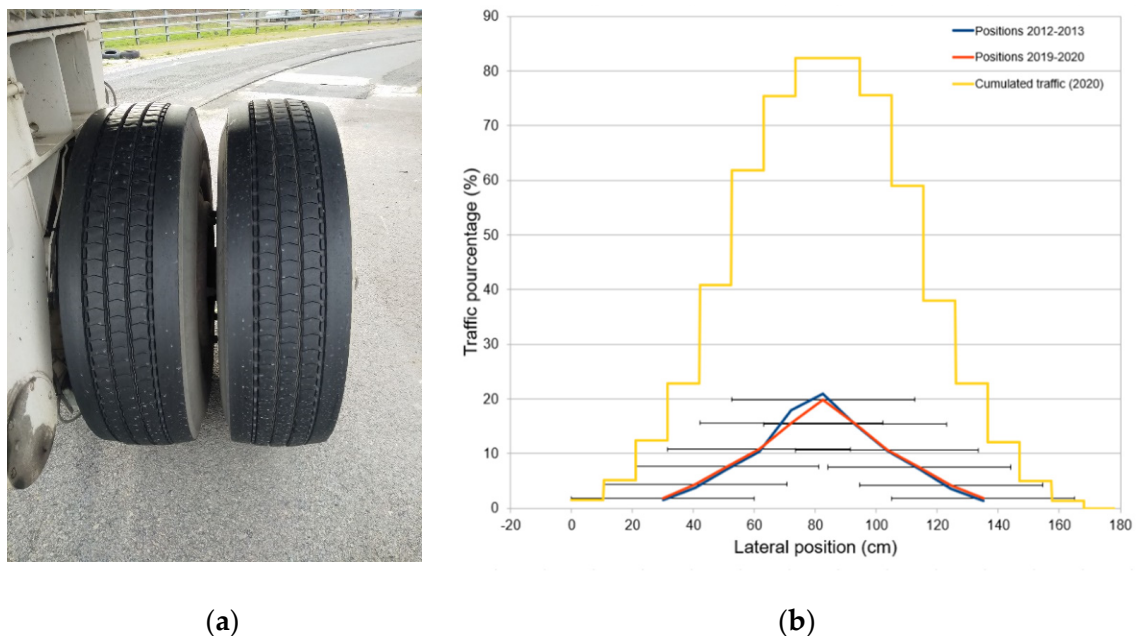 90
80
70
60
50
40
30
20
10
0
Traffic pourcentage (%)
Positions 2012-2013
Positions 2019-2020
Cumulated traffic (2020)
-20 0 20 40 60 80 100 120 140 160 180
Lateral position (cm)
(a) (b)